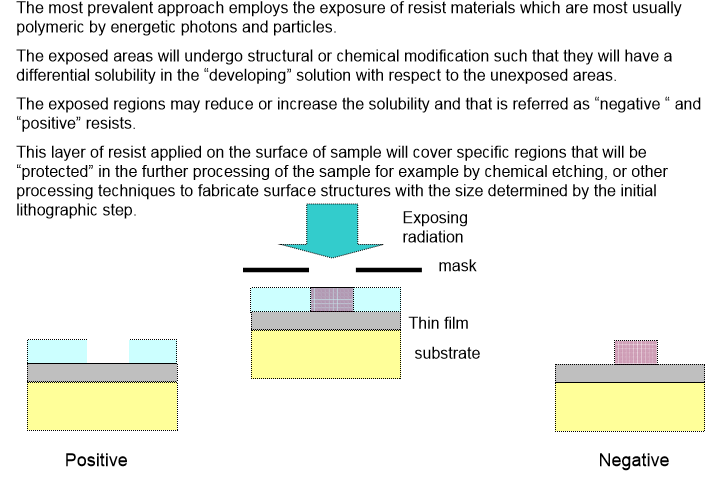 The most prevalent approach employs the exposure of resist materials which are most usually
polymeric by energetic photons and particles.
The exposed areas will undergo structural or chemical modification such that they will have a
differential solubility in the “developing” solution with respect to the unexposed areas.
The exposed regions may reduce or increase the solubility and that is referred as “negative “ and
“positive” resists.
This layer of resist applied on the surface of sample will cover specific regions that will be
“protected” in the further processing of the sample for example by chemical etching, or other
processing techniques to fabricate surface structures with the size determined by the initial
lithographic step.
Exposing
radiation
mask
Thin film
substrate
Positive
Negative